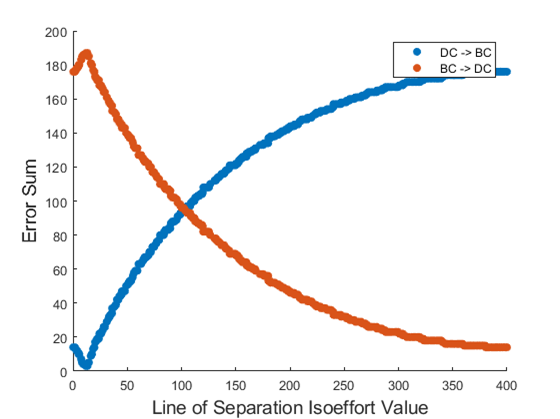 200
180
160
140
120
100
80
60
40
20
0
Error Sum
DC -> BC
BC -> DC
0 50 100 150 200 250 300 350 400
Line of Separation Isoeffort Value